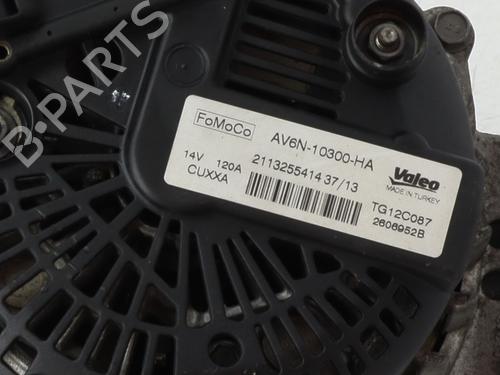 FoMoCo
AV6N-10300-HA
Valeo
MADE IN TURKEY
14V 120A
CUXXA
2113255414 37/13
TG12C087
2606952B
B-PARTS